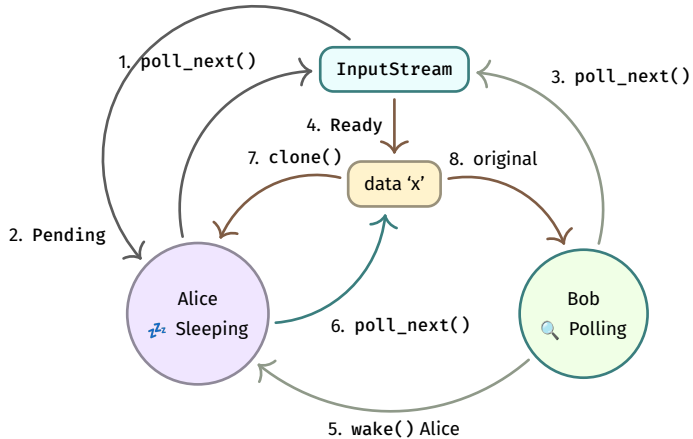 1. poll_next()
InputStream
3. poll_next()
4. Ready
7. clone()
8. original
data ‘x’
2. Pending
Alice
💤 Sleeping
Bob
🔍 Polling
6. poll_next()
5. wake() Alice